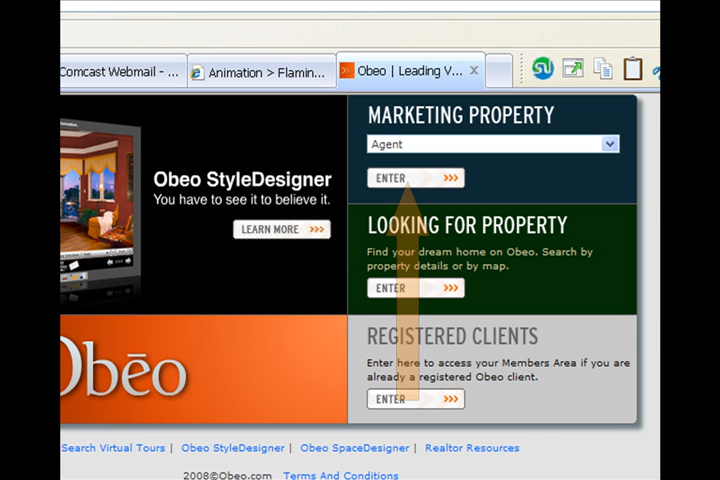 Comcast Webmail - ...
Animation > Flamin...
Obeo | Leading V...
MARKETING PROPERTY
Agent
ENTER >>>
Obeo StyleDesigner
You have to see it to believe it.
LEARN MORE >>>
LOOKING FOR PROPERTY
Find your dream home on Obeo. Search by
property details or by map.
ENTER >>>
REGISTERED CLIENTS
Enter here to access your Members Area if you are
already a registered Obeo client.
ENTER >>>
Obēo
Search Virtual Tours | Obeo StyleDesigner | Obeo SpaceDesigner | Realtor Resources
2008©Obeo.com Terms And Conditions